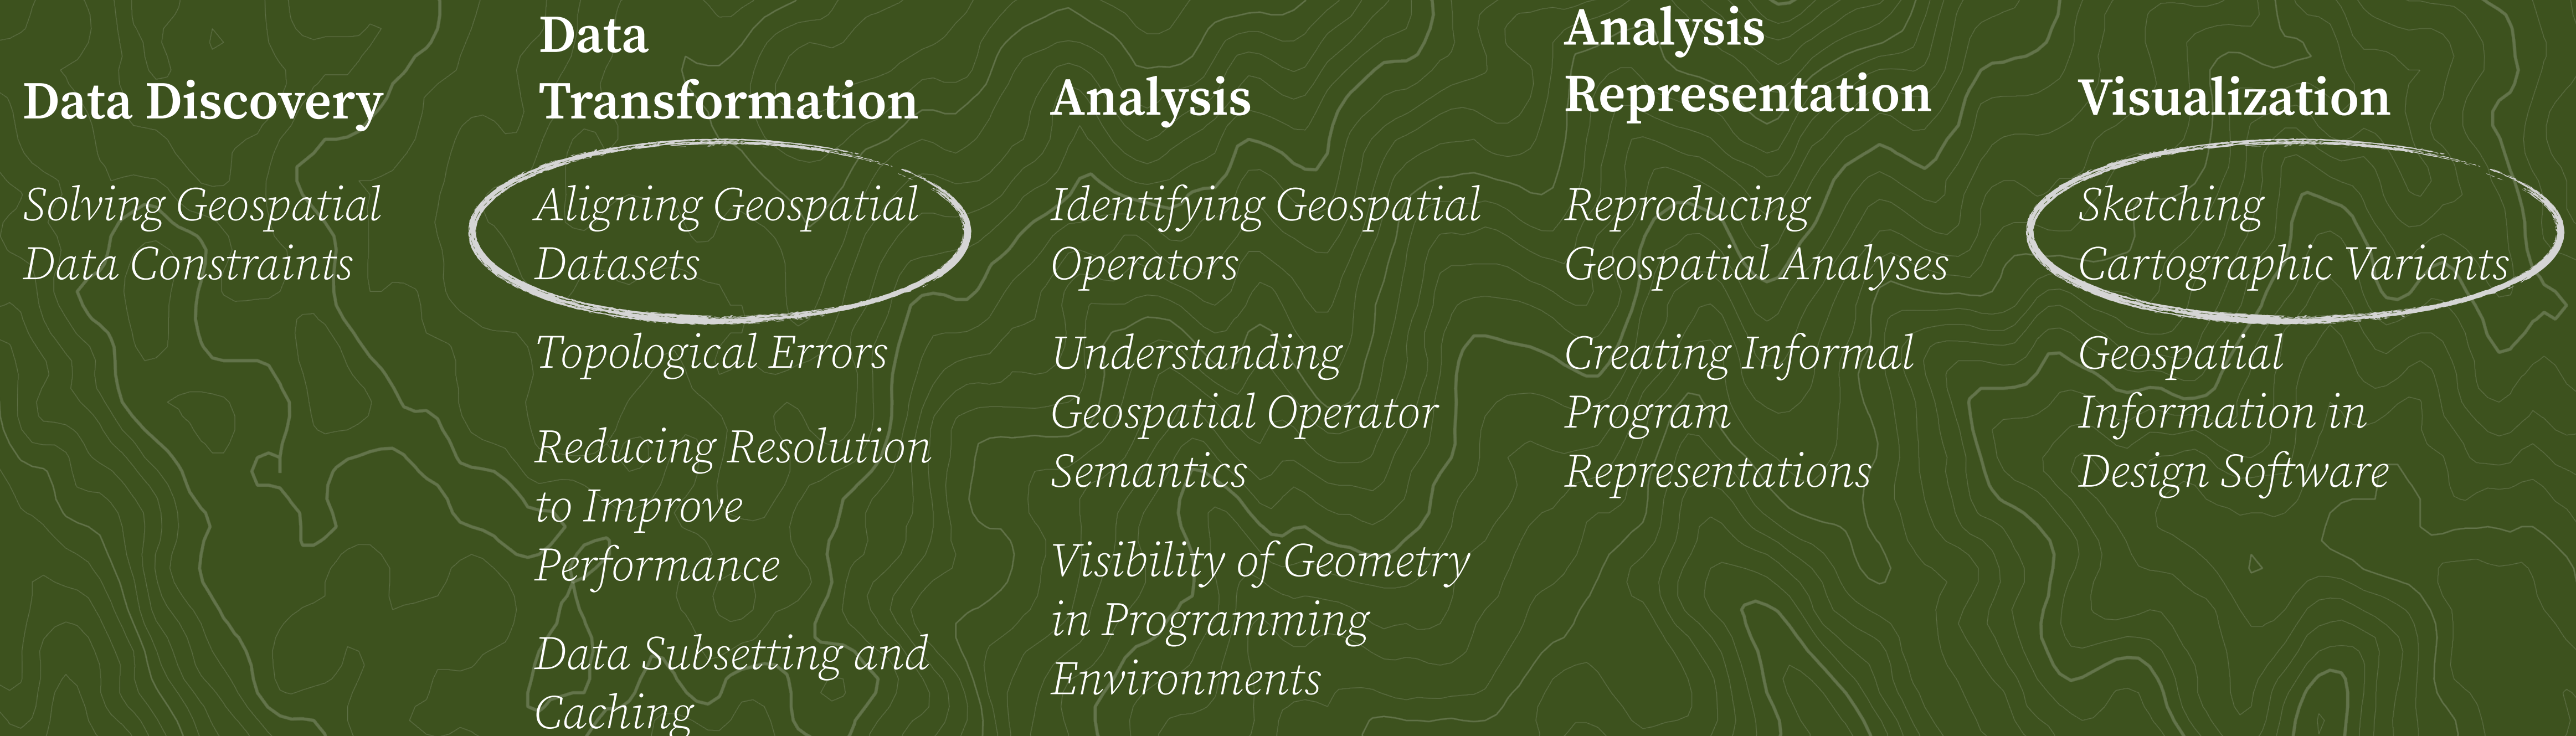 Data Discovery
Solving Geospatial
Data Constraints
Data
Transformation
Aligning Geospatial
Datasets
Topological Errors
Reducing Resolution
to Improve
Performance
Data Subsetting and
Caching
Analysis
Identifying Geospatial
Operators
Understanding
Geospatial Operator
Semantics
Visibility of Geometry
in Programming
Environments
Analysis
Representation
Reproducing
Geospatial Analyses
Creating Informal
Program
Representations
Visualization
Sketching
Cartographic Variants
Geospatial
Information in
Design Software